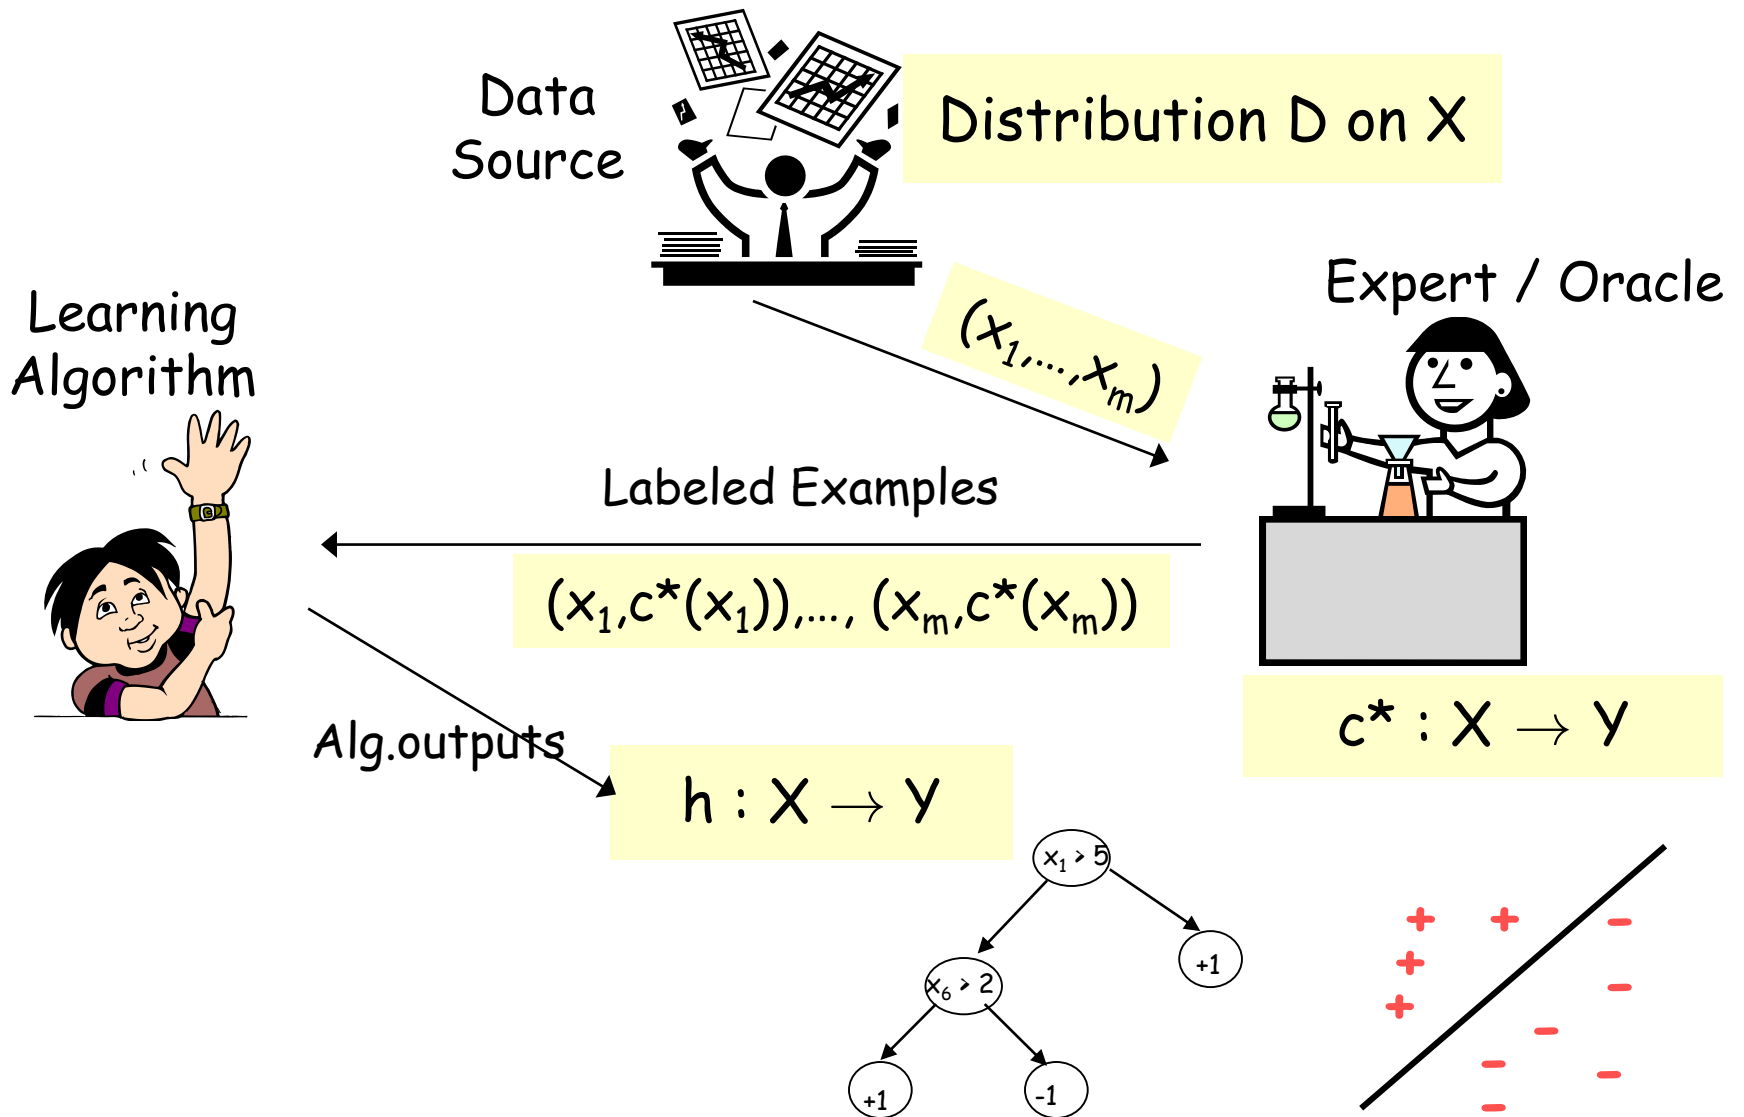 Data
Source
Distribution D on X
Expert / Oracle
Learning
Algorithm
(x₁,...,xₘ)
Labeled Examples
(x₁,c*(x₁)),..., (xₘ,c*(xₘ))
c* : X → Y
Alg.outputs
h : X → Y
x₁ > 5
+1
x₆ > 2
+1
-1
+ + -
+
-
+
-
-
-
-